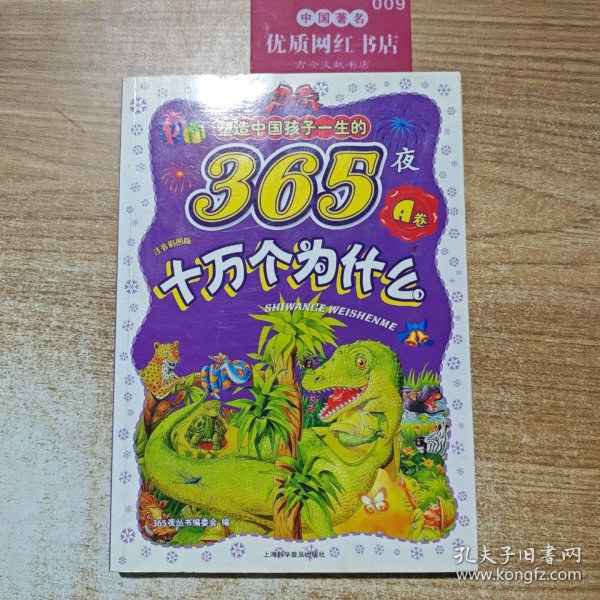 009
中国著名
优质网红书店
古今文献书店
塑造中国孩子一生的
365
夜
A卷
注音彩图版
十万个为什么
SHIWANGE WEISHENME
365夜丛书编委会 编
上海科学普及出版社
孔夫子旧书网
www.kongfz.com